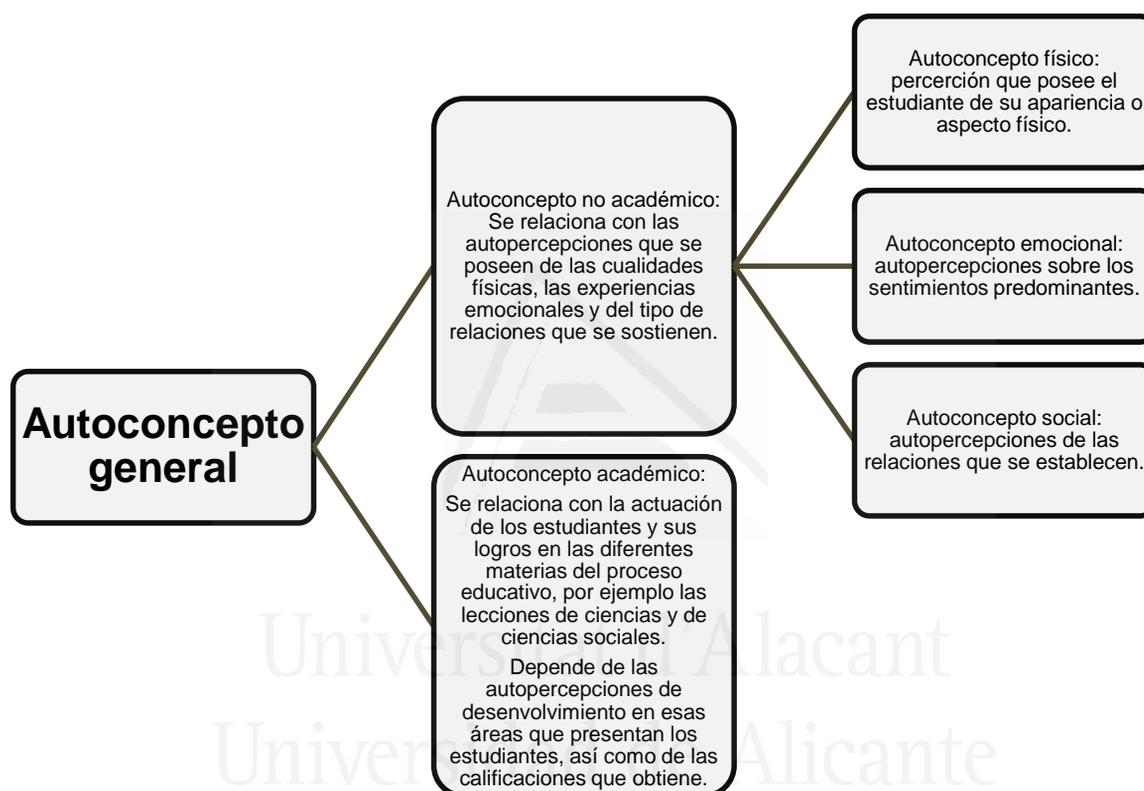 Autoconcepto
general
Autoconcepto no académico:
Se relaciona con las
autopercepciones que se
poseen de las cualidades
físicas, las experiencias
emocionales y del tipo de
relaciones que se sostienen.
Autoconcepto físico:
percerción que posee el
estudiante de su apariencia o
aspecto físico.
Autoconcepto emocional:
autopercepciones sobre los
sentimientos predominantes.
Autoconcepto social:
autopercepciones de las
relaciones que se establecen.
Autoconcepto académico:
Se relaciona con la actuación
de los estudiantes y sus
logros en las diferentes
materias del proceso
educativo, por ejemplo las
lecciones de ciencias y de
ciencias sociales.
Depende de las
autopercepciones de
desenvolvimiento en esas
áreas que presentan los
estudiantes, así como de las
calificaciones que obtiene.
Universitat d'Alacant
Universidad de Alicante